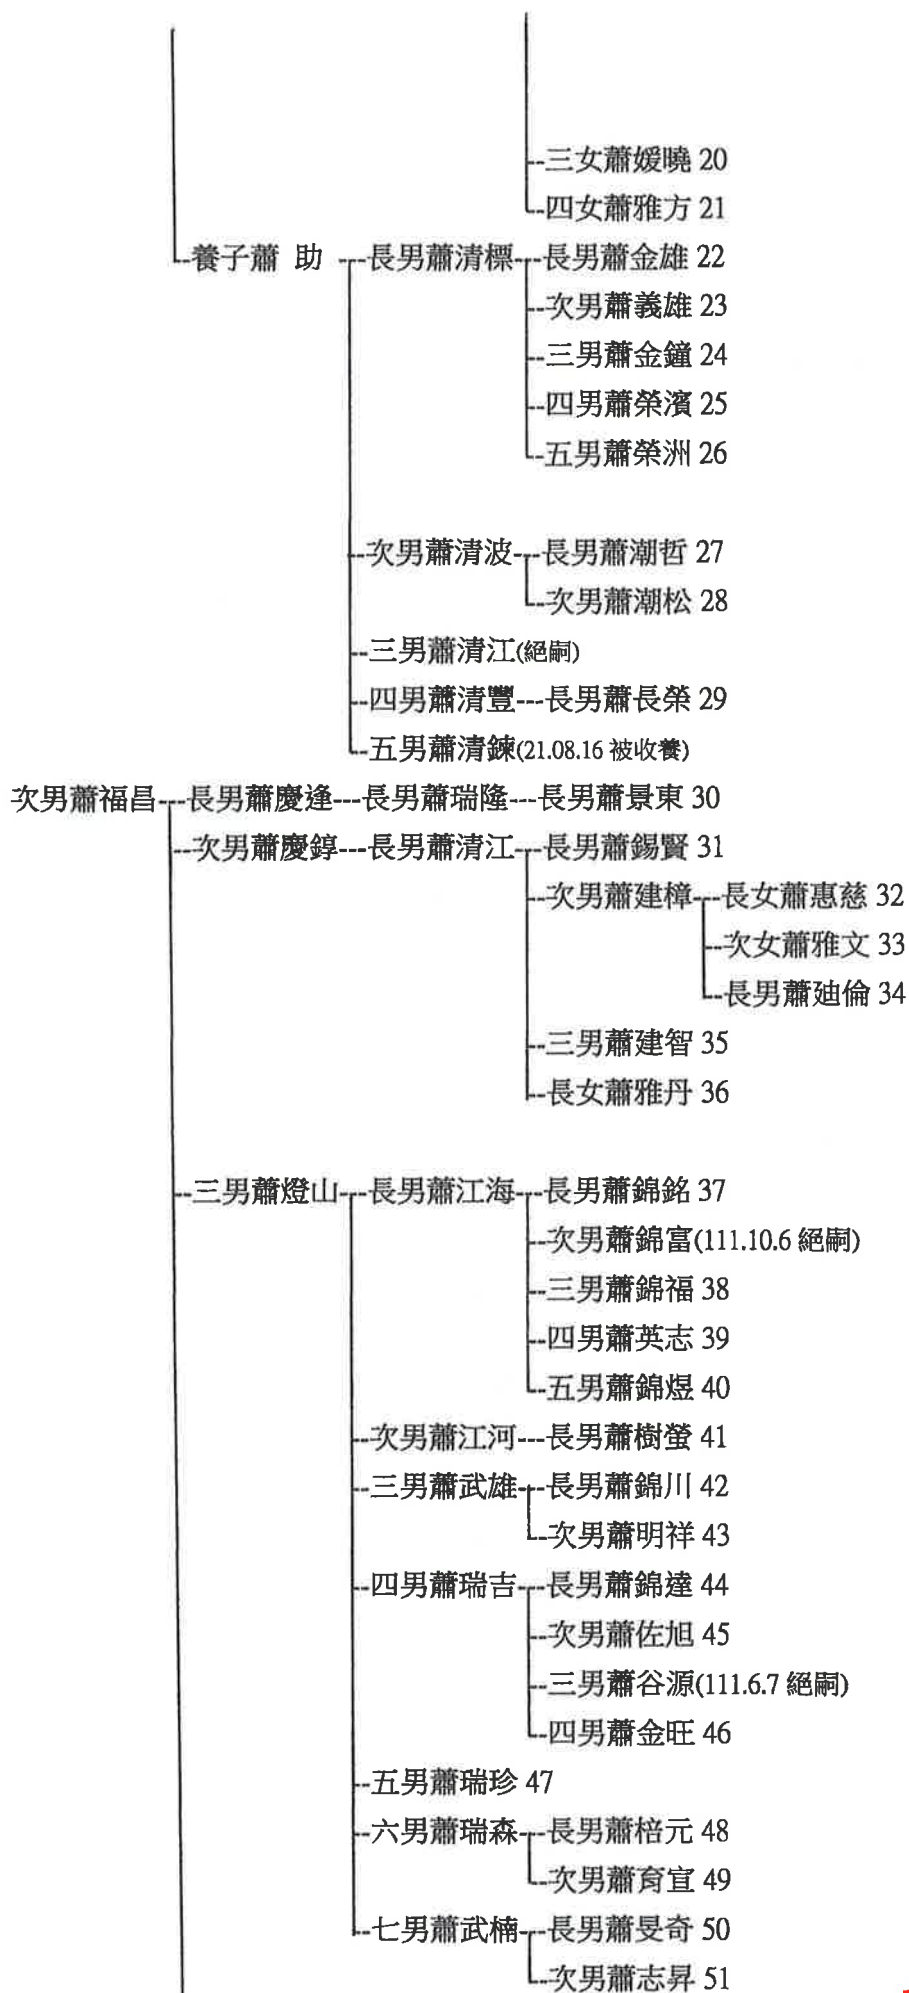 三女蕭媛曉 20
四女蕭雅方 21
養子蕭 助 長男蕭清標 長男蕭金雄 22
次男蕭義雄 23
三男蕭金鐘 24
四男蕭榮濱 25
五男蕭榮洲 26
次男蕭清波 長男蕭潮哲 27
次男蕭潮松 28
三男蕭清江(絕嗣)
四男蕭清豐---長男蕭長榮 29
五男蕭清鍊(21.08.16 被收養)
次男蕭福昌 長男蕭慶逢---長男蕭瑞隆---長男蕭景東 30
次男蕭慶錞---長男蕭清江 長男蕭錫賢 31
次男蕭建樟 長女蕭惠慈 32
次女蕭雅文 33
長男蕭廸倫 34
三男蕭建智 35
長女蕭雅丹 36
三男蕭燈山 長男蕭江海 長男蕭錦銘 37
次男蕭錦富(111.10.6 絕嗣)
三男蕭錦福 38
四男蕭英志 39
五男蕭錦煜 40
次男蕭江河---長男蕭樹螢 41
三男蕭武雄 長男蕭錦川 42
次男蕭明祥 43
四男蕭瑞吉 長男蕭錦達 44
次男蕭佐旭 45
三男蕭谷源(111.6.7 絕嗣)
四男蕭金旺 46
五男蕭瑞珍 47
六男蕭瑞森 長男蕭棓元 48
次男蕭育宣 49
七男蕭武楠 長男蕭旻奇 50
次男蕭志昇 51